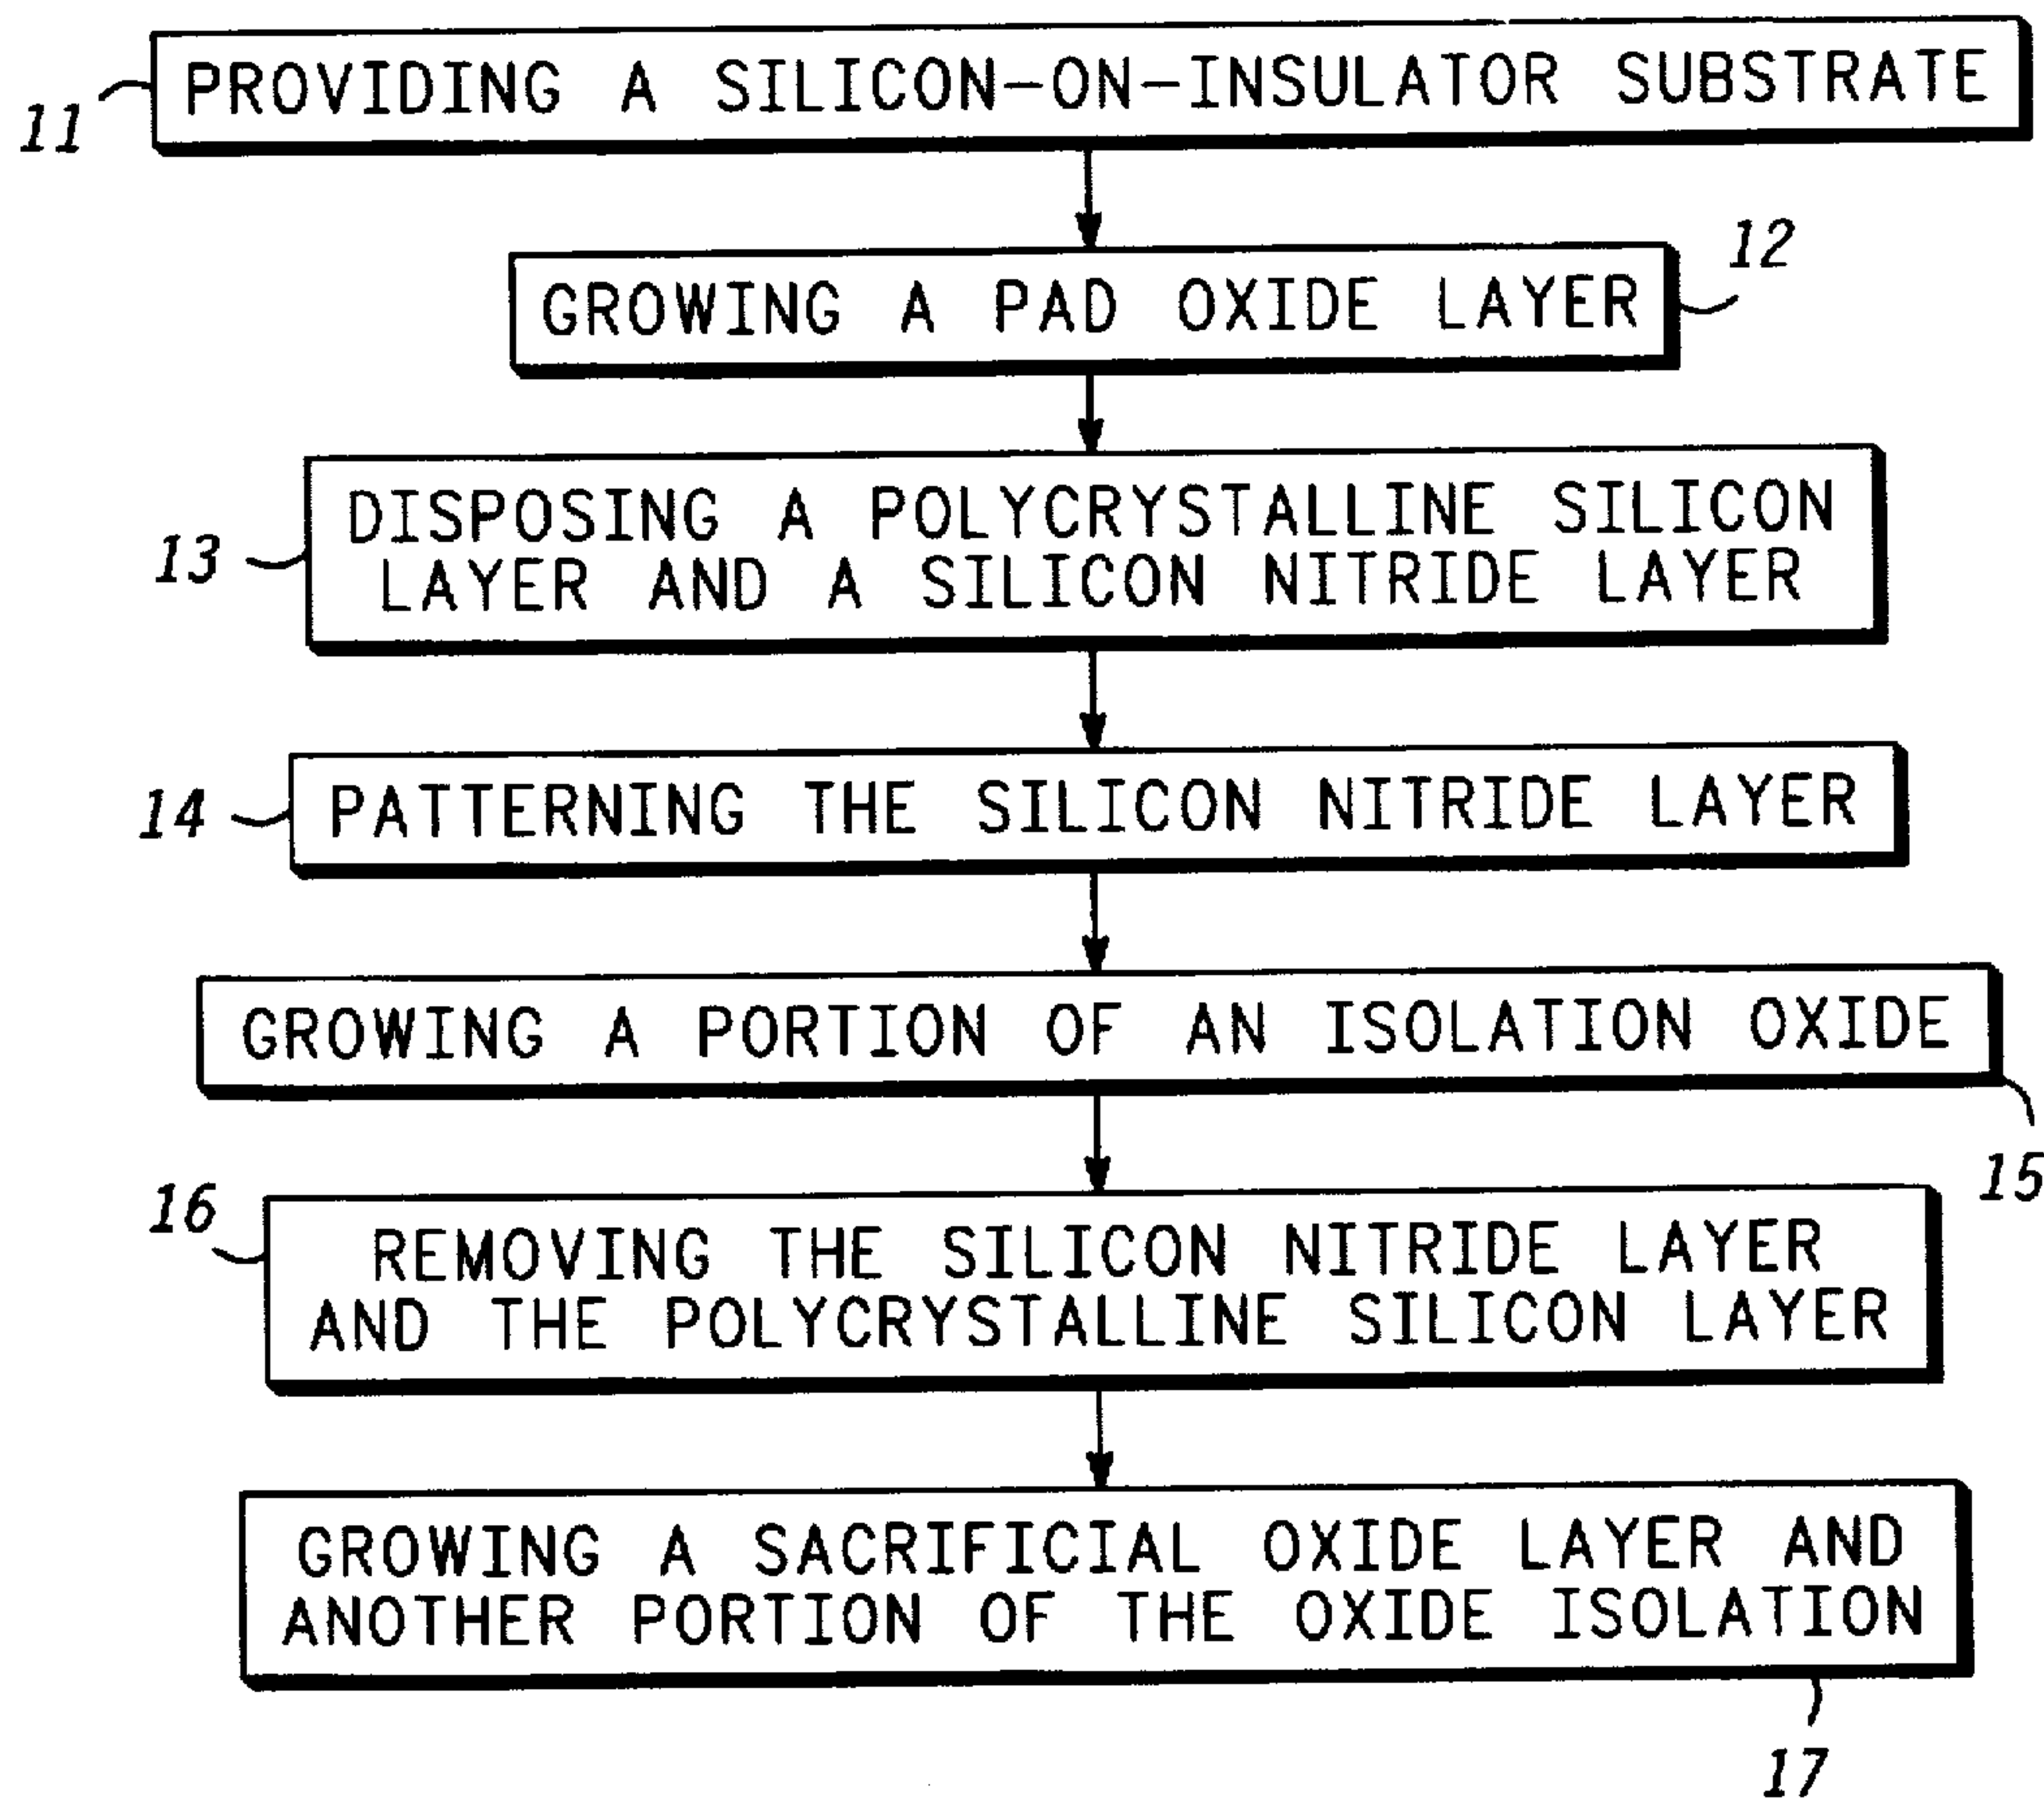 11
PROVIDING A SILICON-ON-INSULATOR SUBSTRATE
12
GROWING A PAD OXIDE LAYER
13
DISPOSING A POLYCRYSTALLINE SILICON
LAYER AND A SILICON NITRIDE LAYER
14
PATTERNING THE SILICON NITRIDE LAYER
GROWING A PORTION OF AN ISOLATION OXIDE
15
16
REMOVING THE SILICON NITRIDE LAYER
AND THE POLYCRYSTALLINE SILICON LAYER
GROWING A SACRIFICIAL OXIDE LAYER AND
ANOTHER PORTION OF THE OXIDE ISOLATION
17